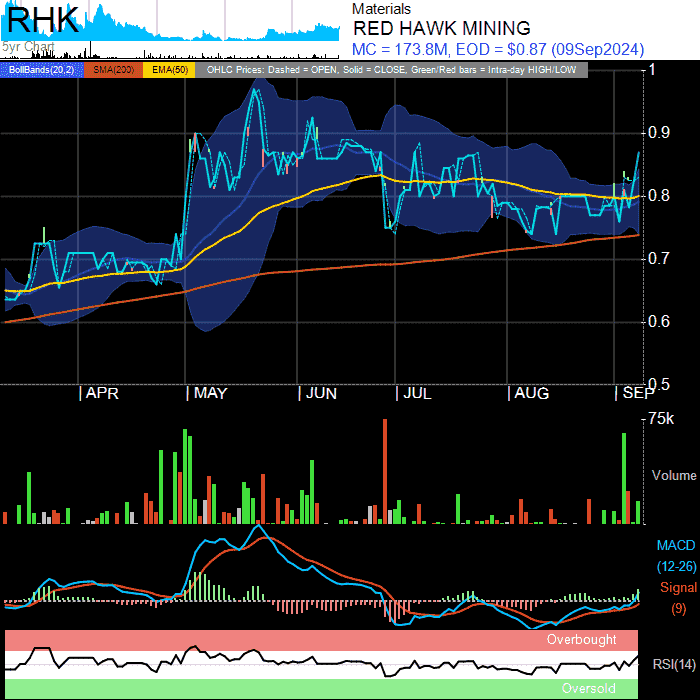 RHK
5yr Chart
Materials
RED HAWK MINING
MC = 173.8M, EOD = $0.87 (09Sep2024)
BollBands(20,2) SMA(200) EMA(50) OHLC Prices: Dashed = OPEN, Solid = CLOSE, Green/Red bars = Intra-day HIGH/LOW
1
0.9
0.8
0.7
0.6
0.5
APR MAY JUN JUL AUG SEP
75k
Volume
MACD
(12-26)
Signal
(9)
Overbought
RSI(14)
Oversold